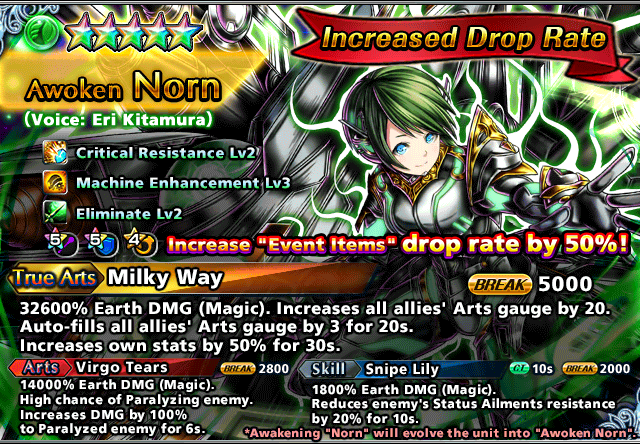 Increased Drop Rate
Awoken Norn
(Voice: Eri Kitamura)
Critical Resistance Lv2
Machine Enhancement Lv3
Eliminate Lv2
5 5 4 Increase "Event Items" drop rate by 50%!
True Arts Milky Way BREAK 5000
32600% Earth DMG (Magic). Increases all allies' Arts gauge by 20.
Auto-fills all allies' Arts gauge by 3 for 20s.
Increases own stats by 50% for 30s.
Arts Virgo Tears BREAK 2800
14000% Earth DMG (Magic).
High chance of Paralyzing enemy.
Increases DMG by 100%
to Paralyzed enemy for 6s.
Skill Snipe Lily CT 10s BREAK 2000
1800% Earth DMG (Magic).
Reduces enemy's Status Ailments resistance
by 20% for 10s.
*Awakening "Norn" will evolve the unit into "Awoken Norn".